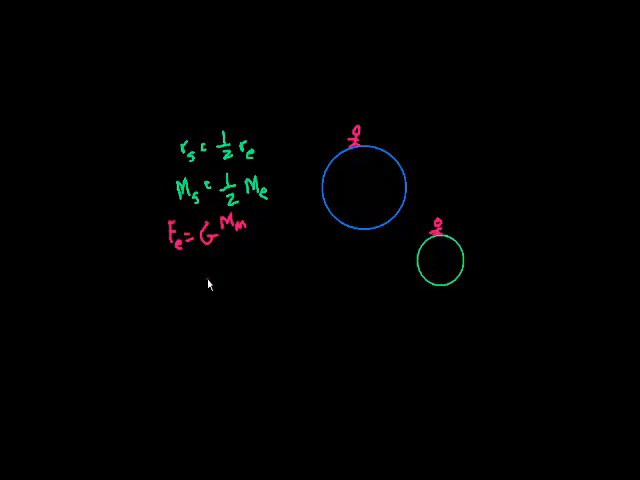 rₛ = ½ rₑ
Mₛ = ½ Mₑ
Fₑ = G Mm